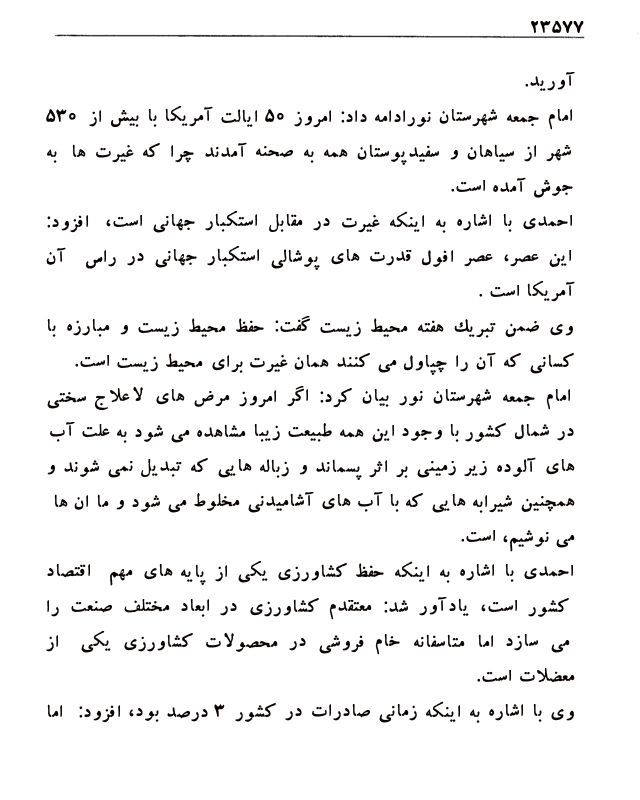 ۲۳۵۷۷
آورید.
امام جمعه شهرستان نورادامه داد: امروز ۵۰ ایالت آمریکا با بیش از ۵۳۰
شهر از سیاهان و سفیدپوستان همه به صحنه آمدند چرا که غیرت ها به
جوش آمده است.
احمدی با اشاره به اینکه غیرت در مقابل استکبار جهانی است، افزود:
این عصر، عصر افول قدرت های پوشالی استکبار جهانی در راس آن
آمریکا است .
وی ضمن تبریك هفته محیط زیست گفت: حفظ محیط زیست و مبارزه با
کسانی که آن را چپاول می کنند همان غیرت برای محیط زیست است.
امام جمعه شهرستان نور بیان کرد: اگر امروز مرض های لاعلاج سختی
در شمال کشور با وجود این همه طبیعت زیبا مشاهده می شود به علت آب
های آلوده زیر زمینی بر اثر پسماند و زباله هایی که تبدیل نمی شوند و
همچنین شیرابه هایی که با آب های آشامیدنی مخلوط می شود و ما ان ها
می نوشیم، است.
احمدی با اشاره به اینکه حفظ کشاورزی یکی از پایه های مهم اقتصاد
کشور است، یادآور شد: معتقدم کشاورزی در ابعاد مختلف صنعت را
می سازد اما متاسفانه خام فروشی در محصولات کشاورزی یکی از
معضلات است.
وی با اشاره به اینکه زمانی صادرات در کشور ۳ درصد بود، افزود: اما